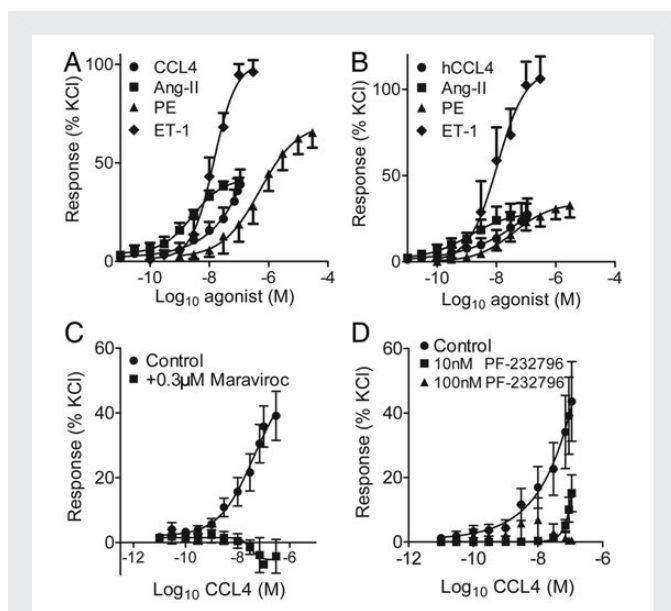 A
CCL4
Ang-II
PE
ET-1
Response (% KCl)
100
50
0
-10
-8
-6
-4
Log10 agonist (M)
B
hCCL4
Ang-II
PE
ET-1
Response (% KCl)
100
50
0
-10
-8
-6
-4
Log10 agonist (M)
C
Control
+0.3µM Maraviroc
Response (% KCl)
60
40
20
0
-12
-10
-8
-6
Log10 CCL4 (M)
D
Control
10nM PF-232796
100nM PF-232796
Response (% KCl)
60
40
20
0
-12
-10
-8
-6
Log10 CCL4 (M)